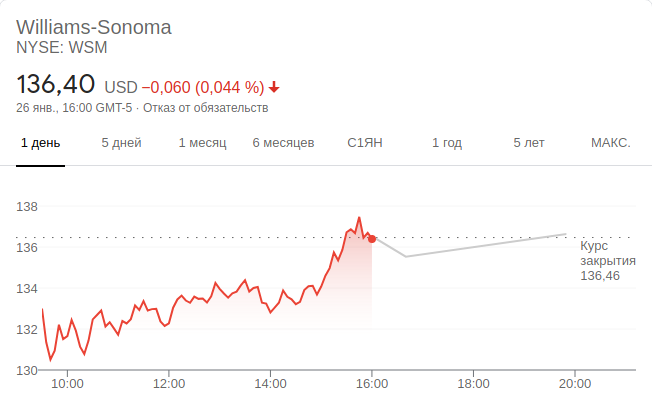 Williams-Sonoma
NYSE: WSM
136,40 USD −0,060 (0,044 %)
26 янв., 16:00 GMT-5 · Отказ от обязательств
1 день 5 дней 1 месяц 6 месяцев С1ЯН 1 год 5 лет МАКС.
138
136
134
132
130
Курс
закрытия
136,46
10:00 12:00 14:00 16:00 18:00 20:00